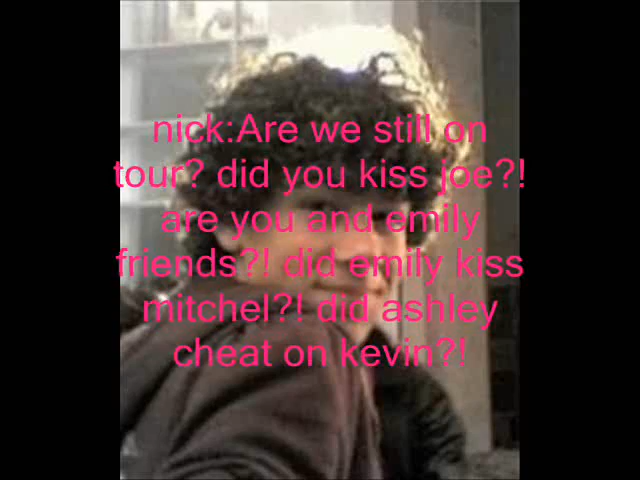 nick:Are we still on
tour? did you kiss joe?!
are you and emily
friends?! did emily kiss
mitchel?! did ashley
cheat on kevin?!